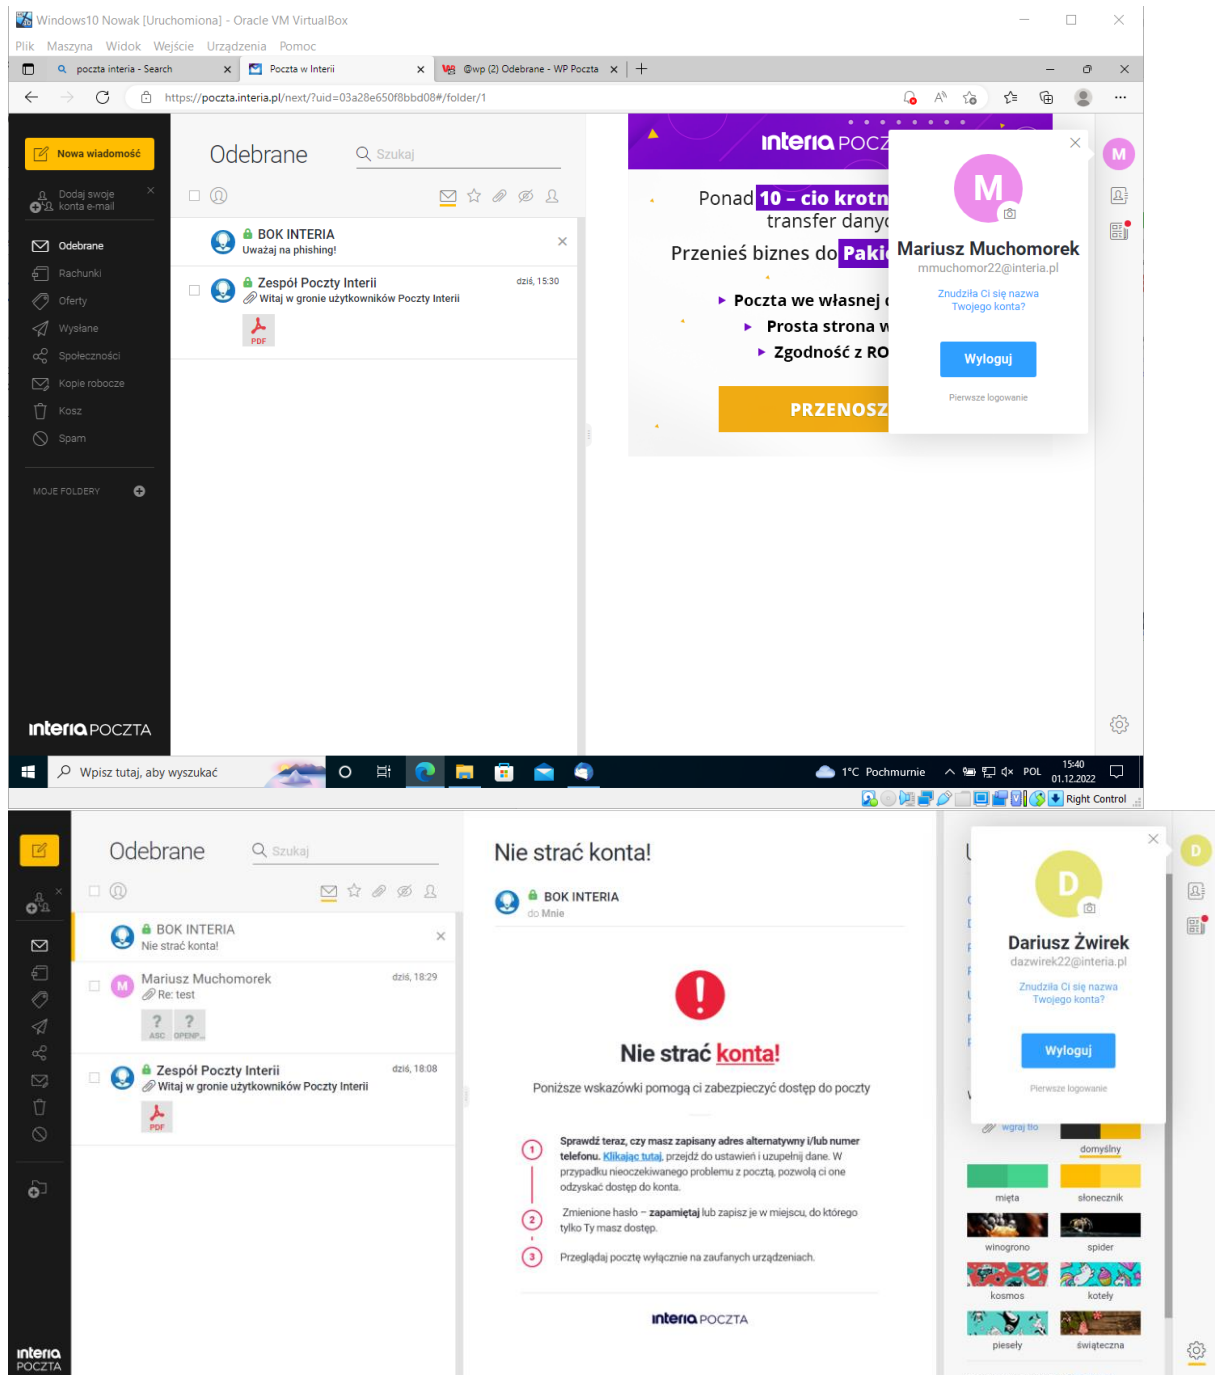 Windows10 Nowak [Uruchomiona] - Oracle VM VirtualBox
Plik Maszyna Widok Wejście Urządzenia Pomoc
poczta interia - Search
Poczta w Interii
@wp (2) Odebrane - WP Poczta
https://poczta.interia.pl/next/?uid=03a28e650f8bbd08#/folder/1
Nowa wiadomość
Dodaj swoje
konta e-mail
Odebrane
Rachunki
Oferty
Wysłane
Społeczności
Kopie robocze
Kosz
Spam
MOJE FOLDERY
interia POCZTA
Odebrane
Szukaj
BOK INTERIA
Uważaj na phishing!
Zespół Poczty Interii
dziś, 15:30
Witaj w gronie użytkowników Poczty Interii
PDF
interia POCZ
Ponad 10 – cio krotn
transfer danyc
Przenieś biznes do Pakie
Poczta we własnej
Prosta strona w
Zgodność z RO
PRZENOSZ
M
Mariusz Muchomorek
mmuchomor22@interia.pl
Znudziła Ci się nazwa
Twojego konta?
Wyloguj
Pierwsze logowanie
M
Wpisz tutaj, aby wyszukać
1°C Pochmurnie
POL
15:40
01.12.2022
Right Control
Odebrane
Szukaj
BOK INTERIA
Nie strać konta!
M
Mariusz Muchomorek
dziś, 18:29
Re: test
?
ASC
?
OPENP...
Zespół Poczty Interii
dziś, 18:08
Witaj w gronie użytkowników Poczty Interii
PDF
interia
POCZTA
Nie strać konta!
BOK INTERIA
do Mnie
Nie strać konta!
Poniższe wskazówki pomogą ci zabezpieczyć dostęp do poczty
1
Sprawdź teraz, czy masz zapisany adres alternatywny i/lub numer
telefonu. Klikając tutaj, przejdź do ustawień i uzupełnij dane. W
przypadku nieoczekiwanego problemu z pocztą, pozwolą ci one
odzyskać dostęp do konta.
2
Zmienione hasło – zapamiętaj lub zapisz je w miejscu, do którego
tylko Ty masz dostęp.
3
Przeglądaj pocztę wyłącznie na zaufanych urządzeniach.
interia POCZTA
D
Dariusz Żwirek
dazwirek22@interia.pl
Znudziła Ci się nazwa
Twojego konta?
Wyloguj
Pierwsze logowanie
D
wgraj tło
domyślny
mięta
słonecznik
winogrono
spider
kosmos
koteły
pieseły
świąteczna